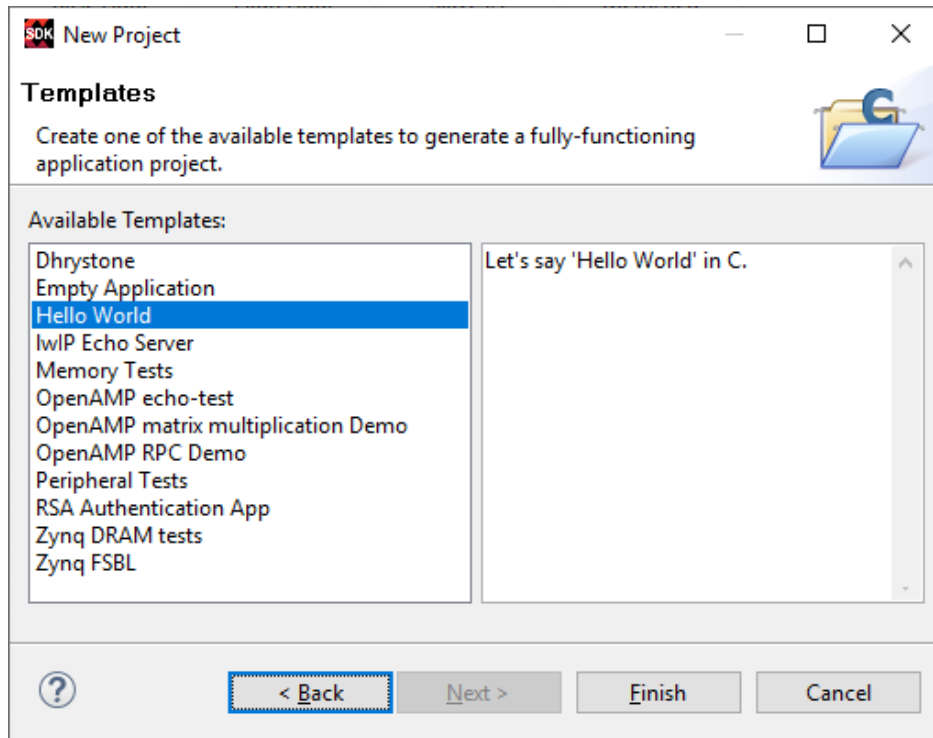 SDK New Project
Templates
Create one of the available templates to generate a fully-functioning
application project.
C
Available Templates:
Dhrystone
Empty Application
Hello World
lwIP Echo Server
Memory Tests
OpenAMP echo-test
OpenAMP matrix multiplication Demo
OpenAMP RPC Demo
Peripheral Tests
RSA Authentication App
Zynq DRAM tests
Zynq FSBL
Let's say 'Hello World' in C.
?
< Back
Next >
Finish
Cancel